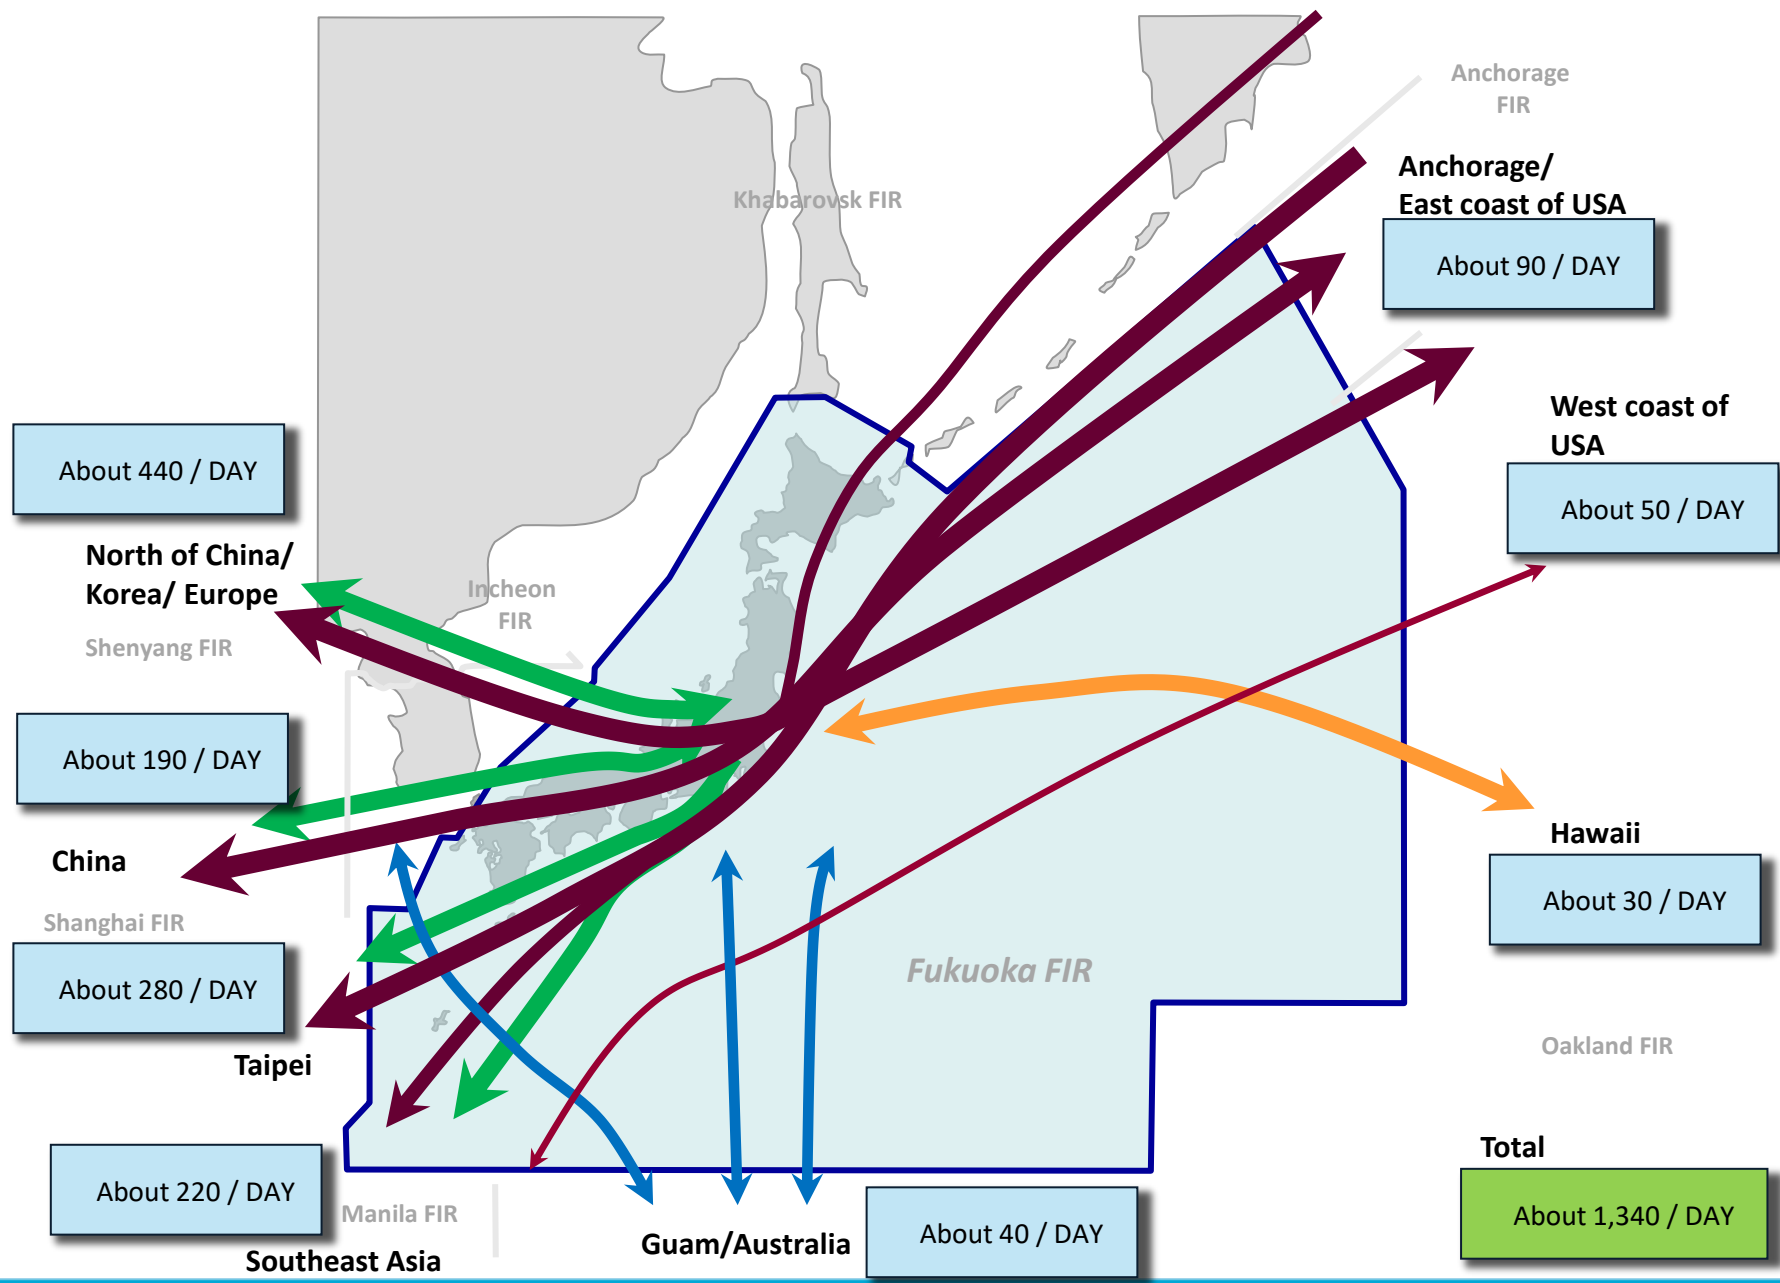 Anchorage
FIR
Anchorage/
East coast of USA
About 90 / DAY
Khabarovsk FIR
West coast of
USA
About 50 / DAY
About 440 / DAY
North of China/
Korea/ Europe
Incheon
FIR
Shenyang FIR
About 190 / DAY
China
Hawaii
About 30 / DAY
Shanghai FIR
About 280 / DAY
Fukuoka FIR
Taipei
Oakland FIR
Total
About 1,340 / DAY
About 220 / DAY
Manila FIR
Southeast Asia
Guam/Australia
About 40 / DAY